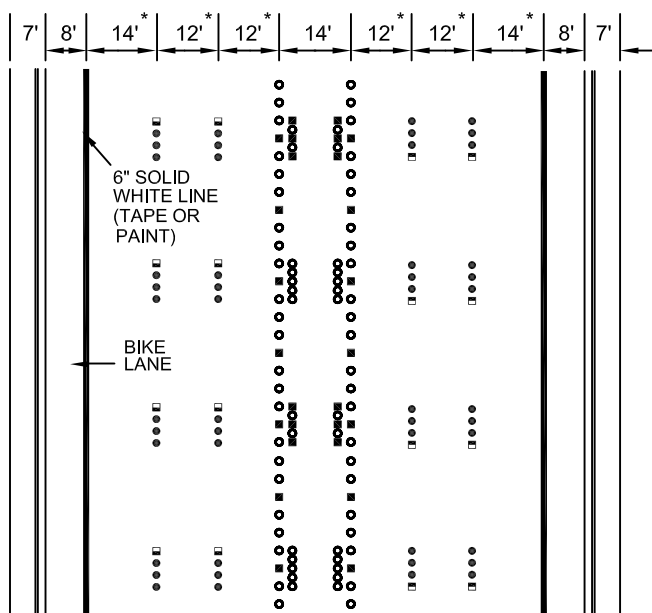 7' 8' 14'* 12'* 12'* 14' 12'* 12'* 14'* 8' 7'
6" SOLID
WHITE LINE
(TAPE OR
PAINT)
BIKE
LANE